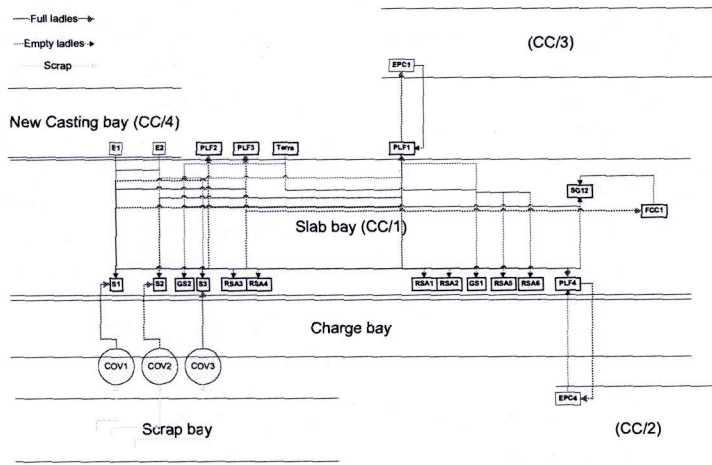 Full ladles
Empty ladles
Scrap
(CC/3)
EPC1
New Casting bay (CC/4)
E1 E2 PLF2 PLF3 Terra PLF1
SG12
FCC1
Slab bay (CC/1)
S1 S2 GS2 S3 RSA3 RSA4 RSA1 RSA2 GS1 RSA5 RSA6 PLF4
Charge bay
COV1 COV2 COV3
EPC4
Scrap bay
(CC/2)